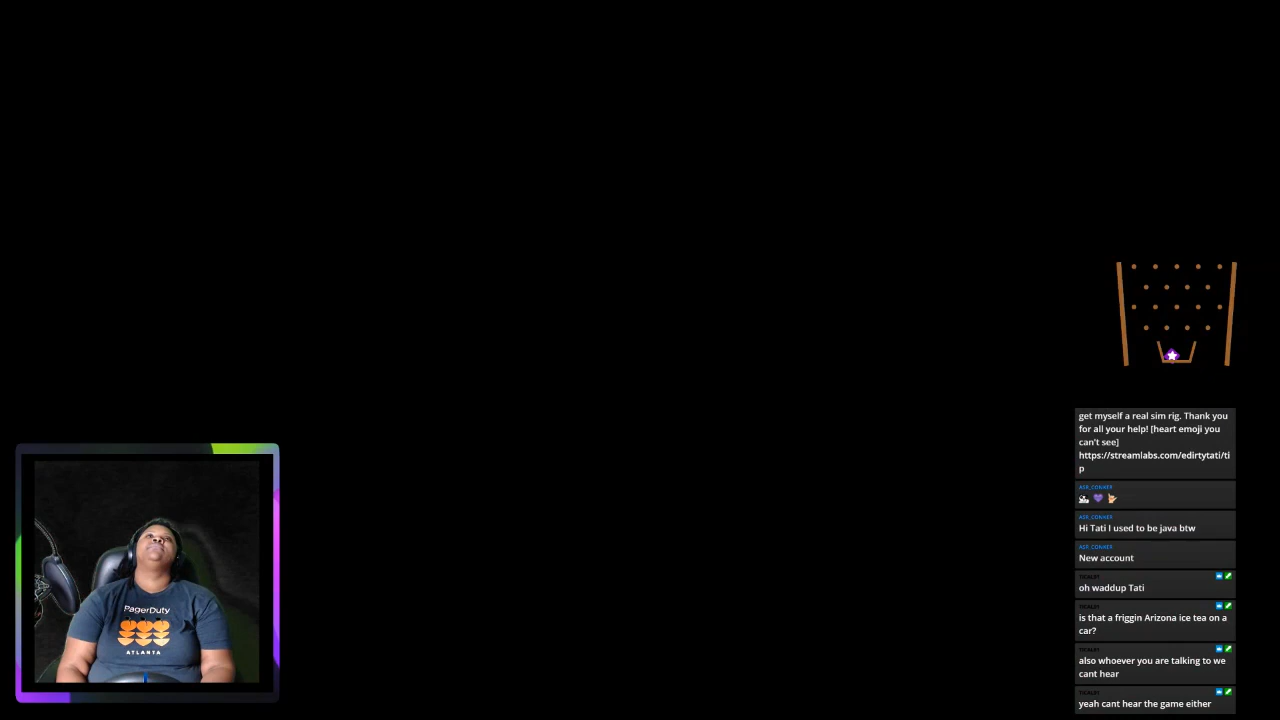 get myself a real sim rig. Thank you
for all your help! [heart emoji you
can't see]
https://streamlabs.com/edirtytati/ti
p
AER_CONKER
AER_CONKER
Hi Tati I used to be java btw
AER_CONKER
New account
oh waddup Tati
is that a friggin Arizona ice tea on a
car?
also whoever you are talking to we
cant hear
yeah cant hear the game either
PagerDuty
ATLANTA